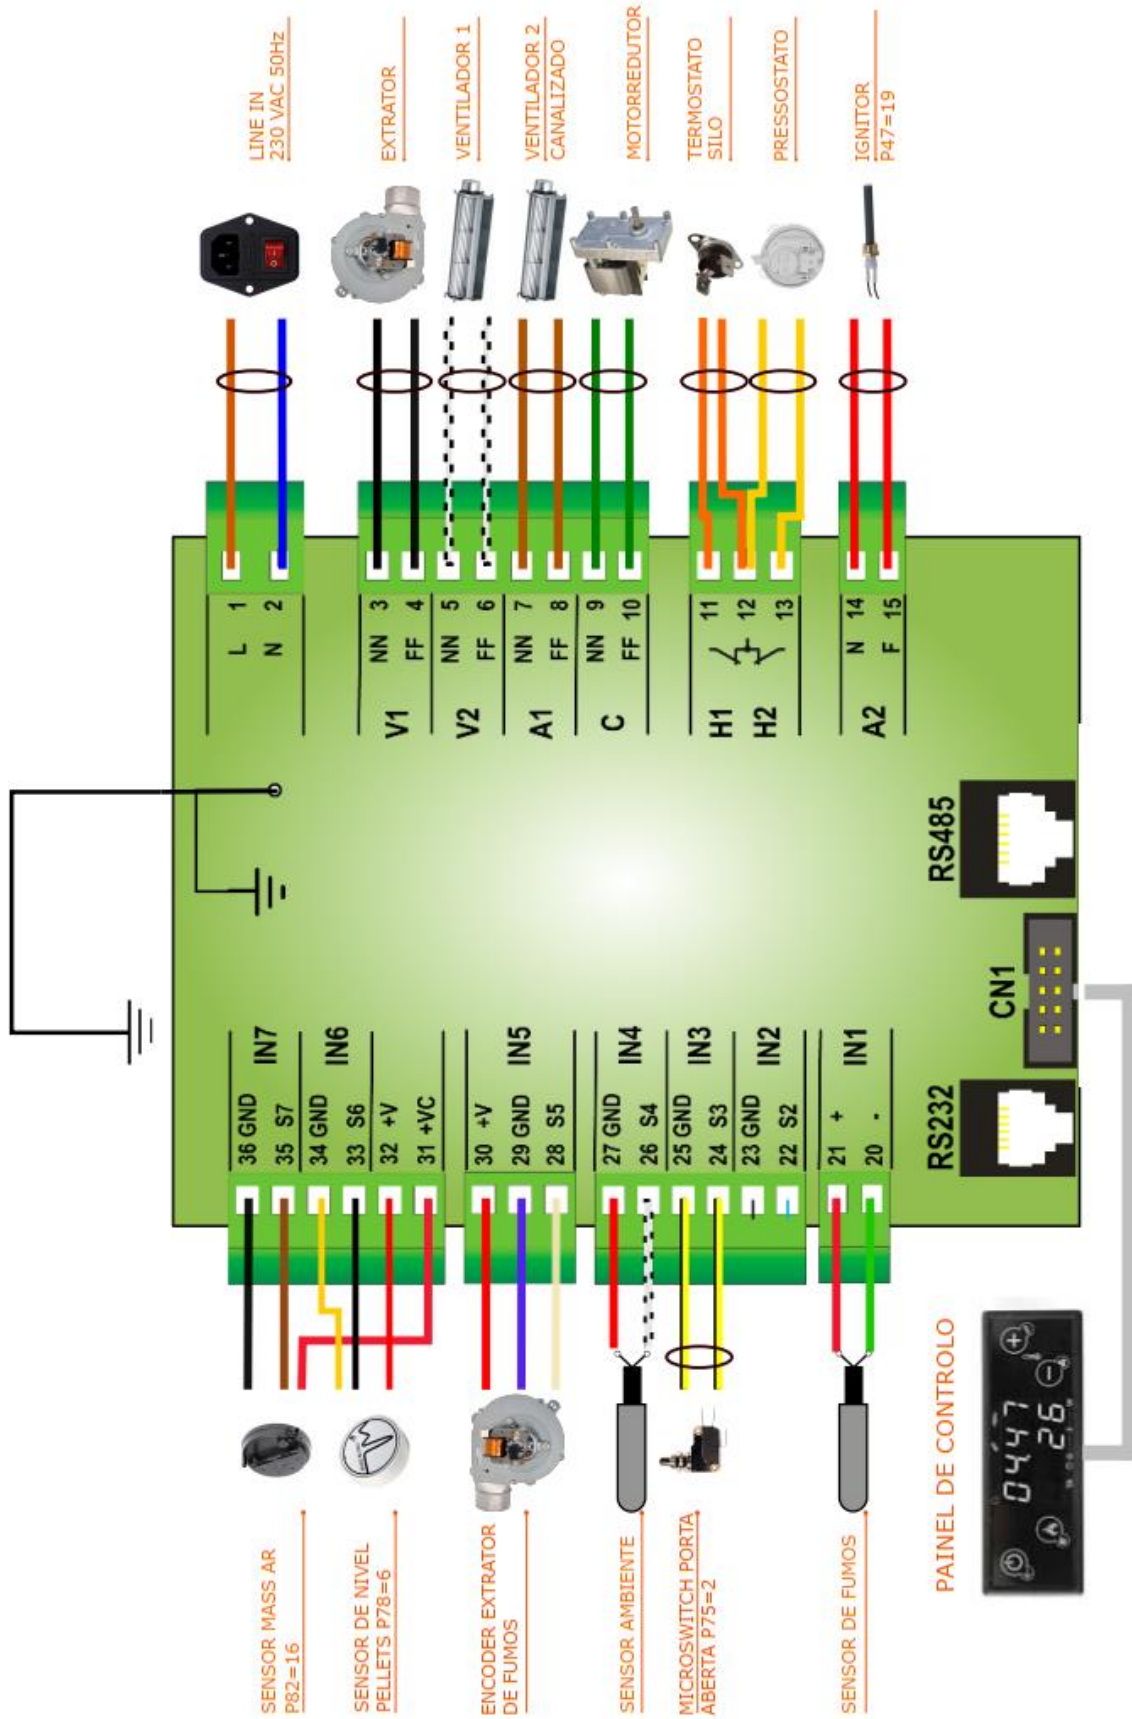 LINE IN
230 VAC 50Hz
EXTRATOR
VENTILADOR 1
VENTILADOR 2
CANALIZADO
MOTORREDUTOR
TERMOSTATO
SILO
PRESSOSTATO
IGNITOR
P47=19
L 1
N 2
V1
NN 3
FF 4
V2
NN 5
FF 6
A1
NN 7
FF 8
C
NN 9
FF 10
H1
H2
11
12
13
A2
N 14
F 15
IN7
36 GND
35 S7
IN6
34 GND
33 S6
32 +V
31 +VC
IN5
30 +V
29 GND
28 S5
IN4
27 GND
26 S4
IN3
25 GND
24 S3
IN2
23 GND
22 S2
IN1
21 +
20 -
RS232
CN1
RS485
SENSOR MASS AR
P82=16
SENSOR DE NIVEL
PELLETS P78=6
ENCODER EXTRATOR
DE FUMOS
SENSOR AMBIENTE
MICROSWITCH PORTA
ABERTA P75=2
SENSOR DE FUMOS
PAINEL DE CONTROLO
04:47
26